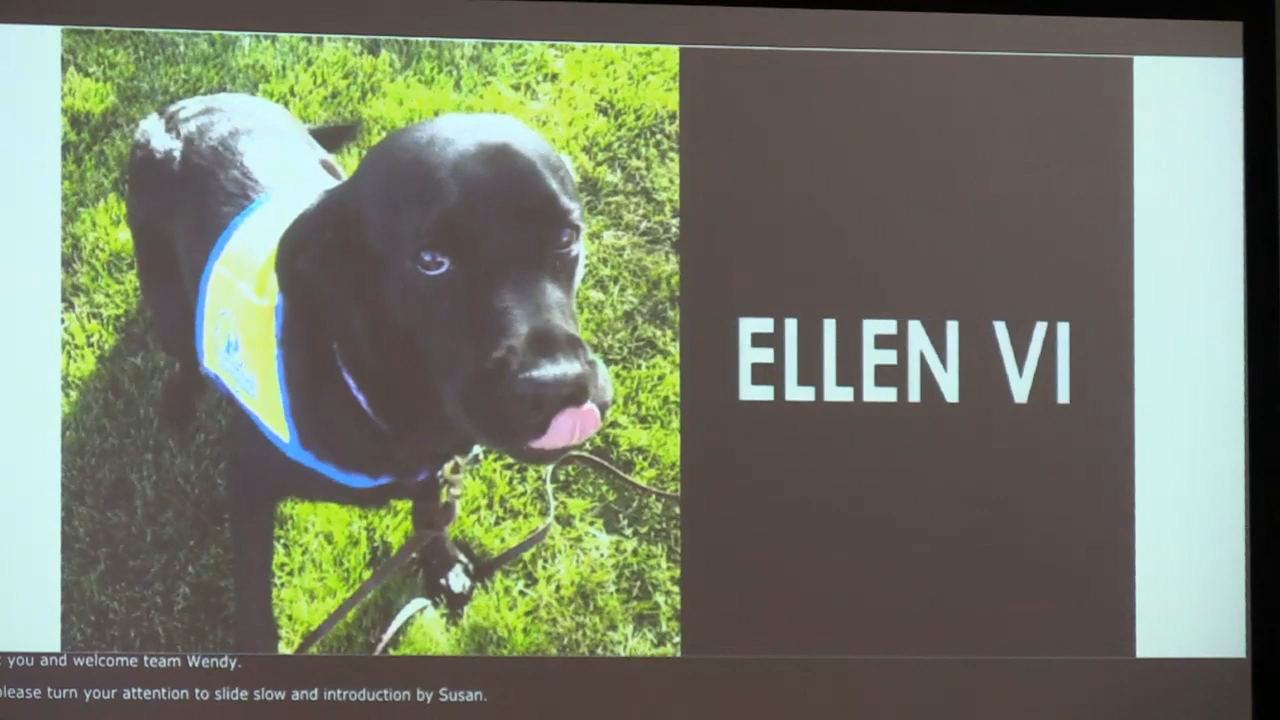 ELLEN VI
you and welcome team Wendy.
please turn your attention to slide slow and introduction by Susan.